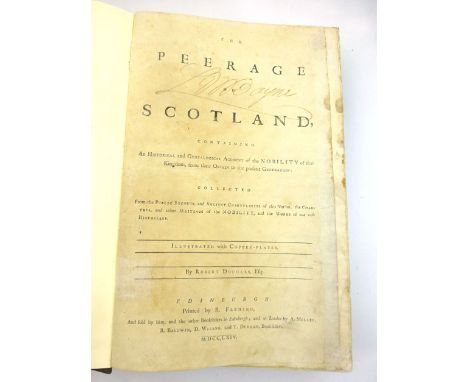 THE
PEERAGE
SCOTLAND,
CONTAINING
An HISTORICAL and GENEALOGICAL ACCOUNT of the NOBILITY of that
Kingdom, from their ORIGIN to the present GENERATION:
COLLECTED
From the PUBLIC RECORDS, and ANCIENT CHARTULARIES of this Nation, the CHAR-
TERS, and other WRITINGS of the NOBILITY, and the WORKS of our best
HISTORIANS.
ILLUSTRATED with COPPER-PLATES.
By ROBERT DOUGLAS, Esq;
EDINBURGH
Printed by R. FLEMING,
And sold by him, and the other Booksellers in Edinburgh; and at London by A. MILLAR,
R. BALDWIN, D. WILSON, and T. DURHAM, Booksellers.
MDCCLXIV.